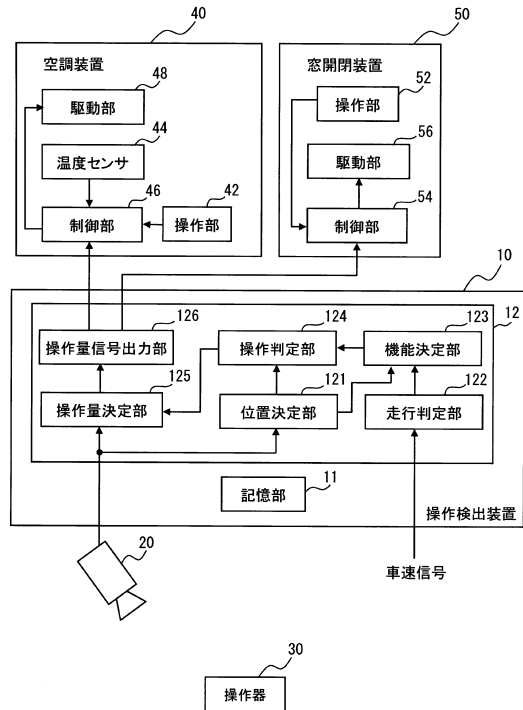 40
空調装置
48
駆動部
44
温度センサ
46
制御部
42
操作部
50
窓開閉装置
52
操作部
56
駆動部
54
制御部
10
12
126
操作量信号出力部
124
操作判定部
123
機能決定部
125
操作量決定部
121
位置決定部
122
走行判定部
11
記憶部
操作検出装置
20
車速信号
30
操作器